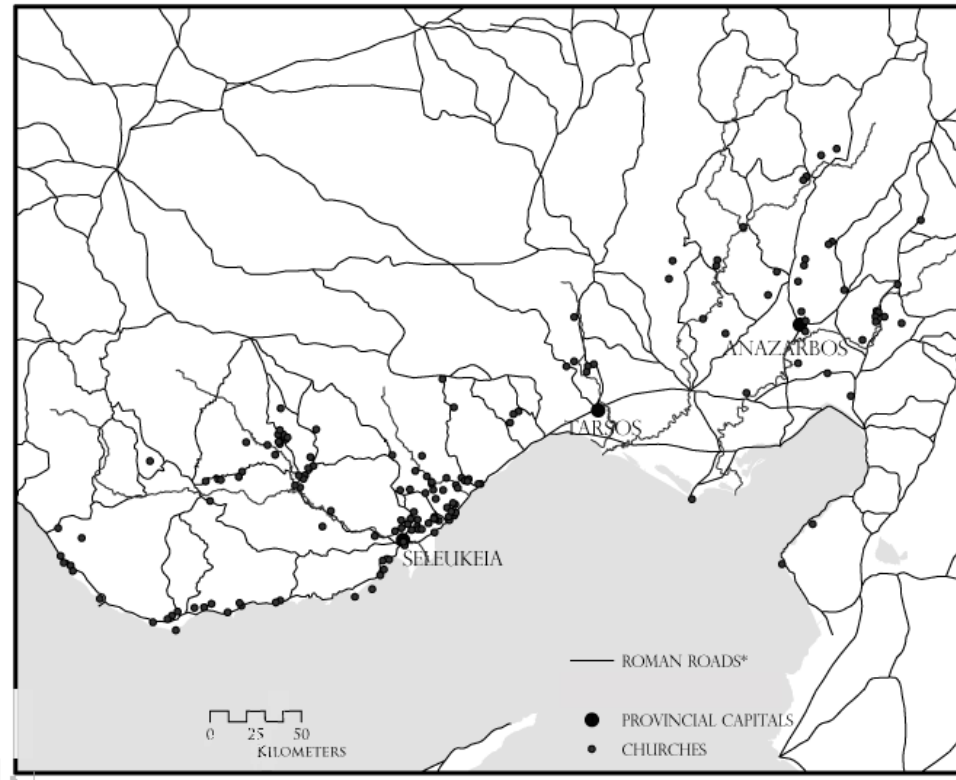 ANAZARBOS
TARSOS
SELEUKEIA
ROMAN ROADS*
PROVINCIAL CAPITALS
CHURCHES
0 25 50
KILOMETERS